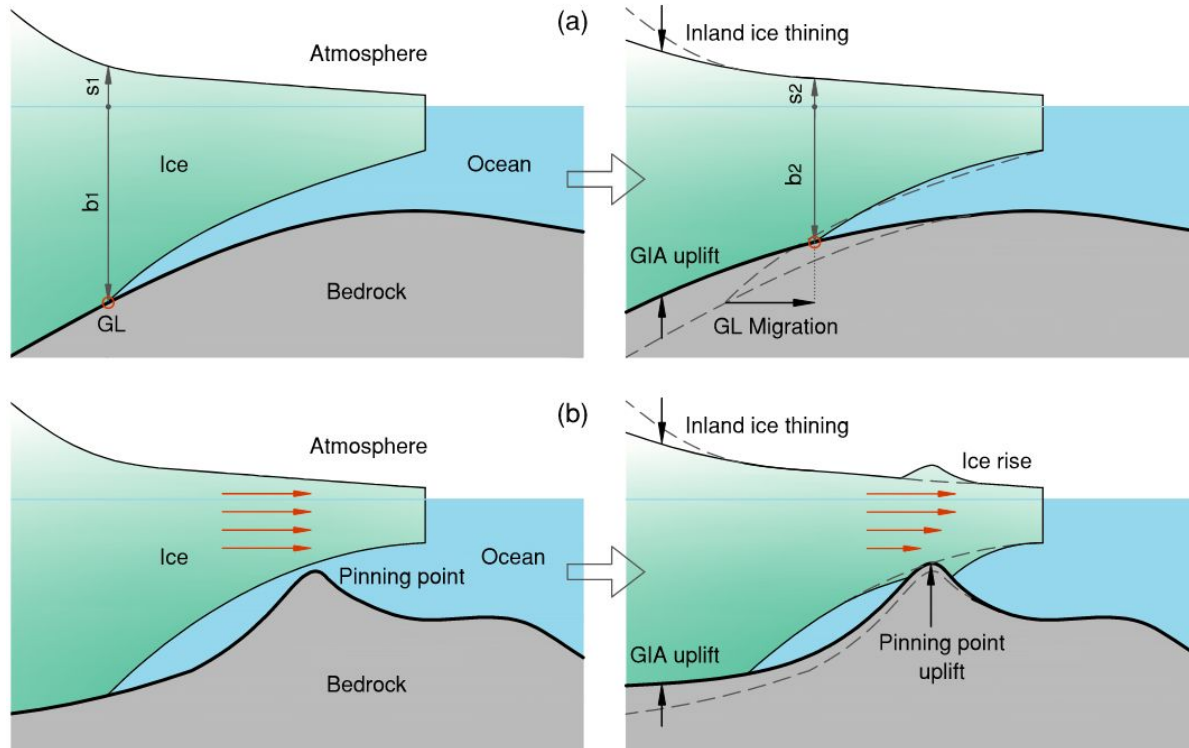 (a)
Atmosphere
s1
Ice
Ocean
b1
Bedrock
GL
Inland ice thining
s2
b2
GIA uplift
GL Migration
(b)
Atmosphere
Ice
Ocean
Pinning point
Bedrock
Inland ice thining
Ice rise
GIA uplift
Pinning point
uplift